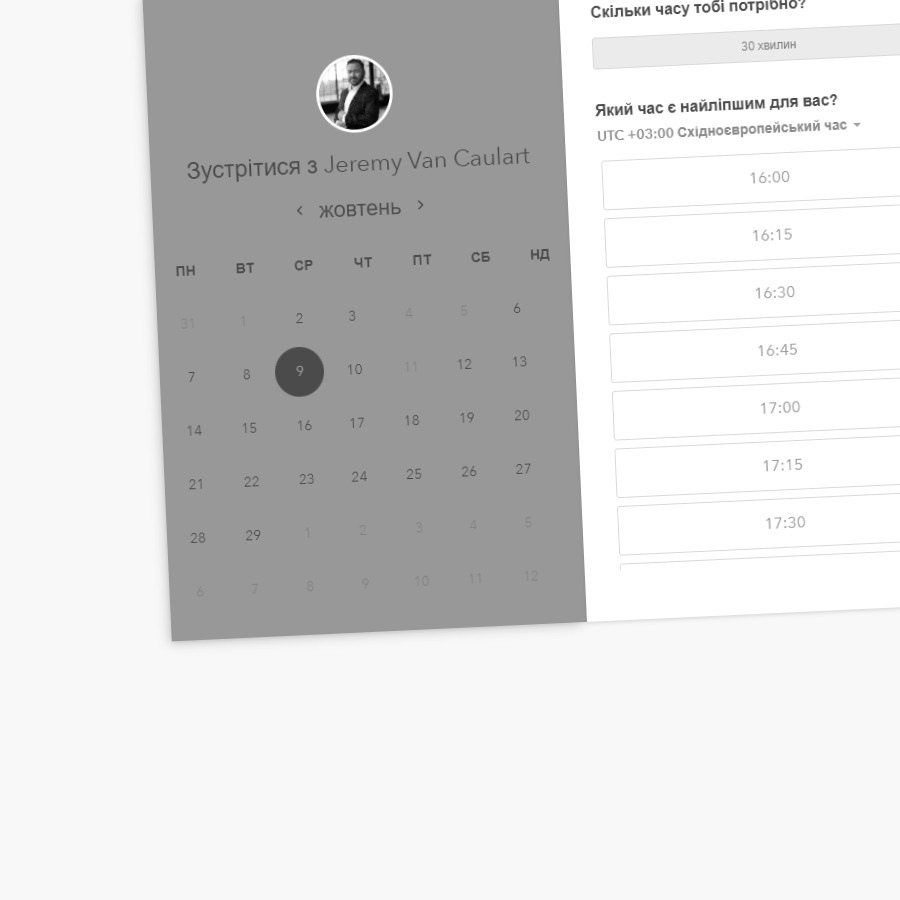 Зустрітися з Jeremy Van Caulart
‹ жовтень ›
ПН ВТ СР ЧТ ПТ СБ НД
31 1 2 3 4 5 6
7 8 9 10 11 12 13
14 15 16 17 18 19 20
21 22 23 24 25 26 27
28 29 1 2 3 4 5
6 7 8 9 10 11 12
Скільки часу тобі потрібно?
30 хвилин
Який час є найліпшим для вас?
UTC +03:00 Східноєвропейський час
16:00
16:15
16:30
16:45
17:00
17:15
17:30